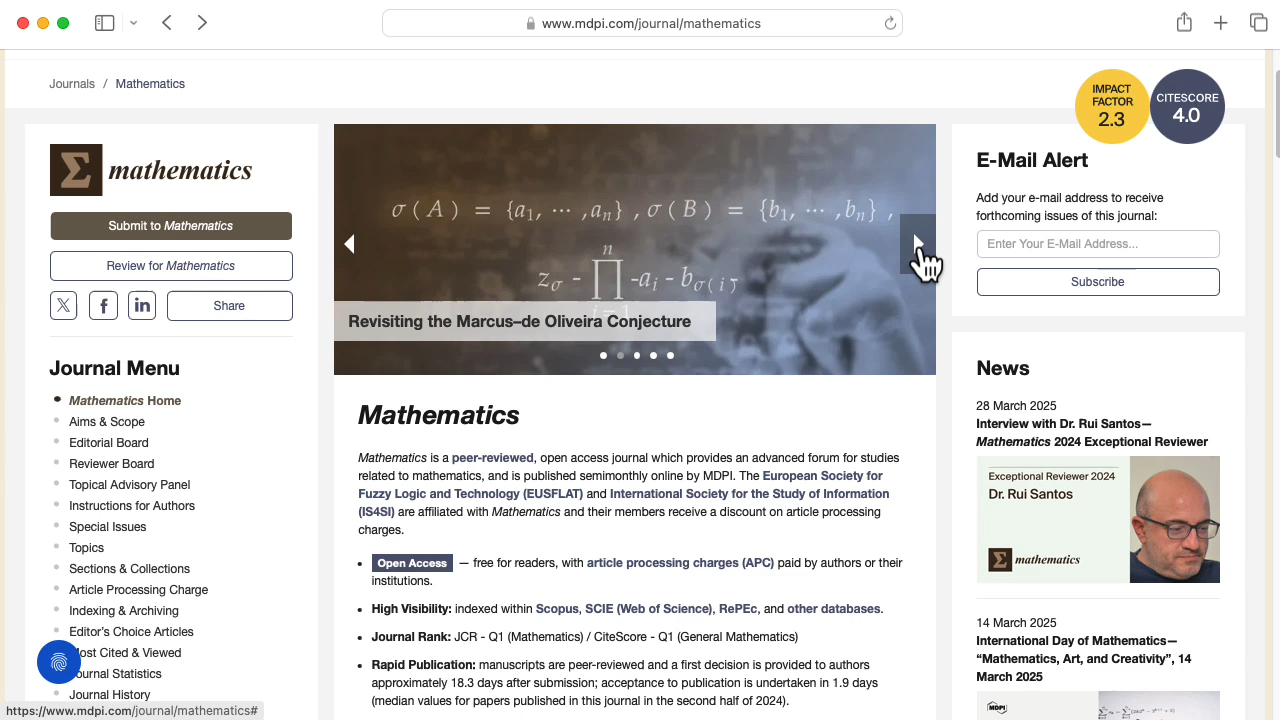 www.mdpi.com/journal/mathematics
Journals / Mathematics
IMPACT
FACTOR
2.3
CITESCORE
4.0
Σ mathematics
Submit to Mathematics
Review for Mathematics
Share
Journal Menu
Mathematics Home
Aims & Scope
Editorial Board
Reviewer Board
Topical Advisory Panel
Instructions for Authors
Special Issues
Topics
Sections & Collections
Article Processing Charge
Indexing & Archiving
Editor's Choice Articles
Most Cited & Viewed
Journal Statistics
Journal History
https://www.mdpi.com/journal/mathematics#
σ(A) = {a1, ⋯ ,an} , σ(B) = {b1, ⋯ ,bn} ,
n
zσ - ∏ -ai - bσ(i)
Revisiting the Marcus–de Oliveira Conjecture
Mathematics
Mathematics is a peer-reviewed, open access journal which provides an advanced forum for studies
related to mathematics, and is published semimonthly online by MDPI. The European Society for
Fuzzy Logic and Technology (EUSFLAT) and International Society for the Study of Information
(IS4SI) are affiliated with Mathematics and their members receive a discount on article processing
charges.
Open Access — free for readers, with article processing charges (APC) paid by authors or their
institutions.
High Visibility: indexed within Scopus, SCIE (Web of Science), RePEc, and other databases.
Journal Rank: JCR - Q1 (Mathematics) / CiteScore - Q1 (General Mathematics)
Rapid Publication: manuscripts are peer-reviewed and a first decision is provided to authors
approximately 18.3 days after submission; acceptance to publication is undertaken in 1.9 days
(median values for papers published in this journal in the second half of 2024).
E-Mail Alert
Add your e-mail address to receive
forthcoming issues of this journal:
Enter Your E-Mail Address...
Subscribe
News
28 March 2025
Interview with Dr. Rui Santos—
Mathematics 2024 Exceptional Reviewer
Exceptional Reviewer 2024
Dr. Rui Santos
Σ mathematics
14 March 2025
International Day of Mathematics—
“Mathematics, Art, and Creativity”, 14
March 2025
MDPI